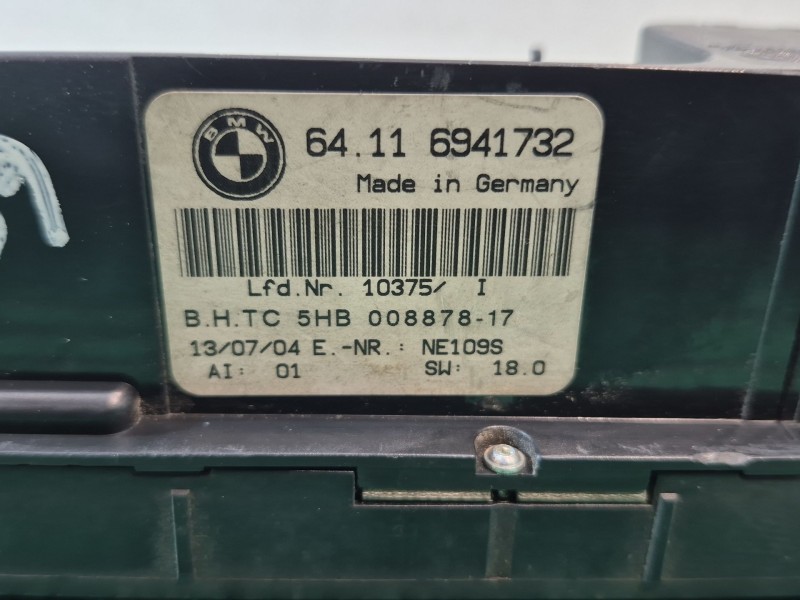 BMW
64.11 6941732
Made in Germany
Lfd.Nr. 10375/ I
B.H.TC 5HB 008878-17
13/07/04 E.-NR.: NE109S
AI: 01 SW: 18.0